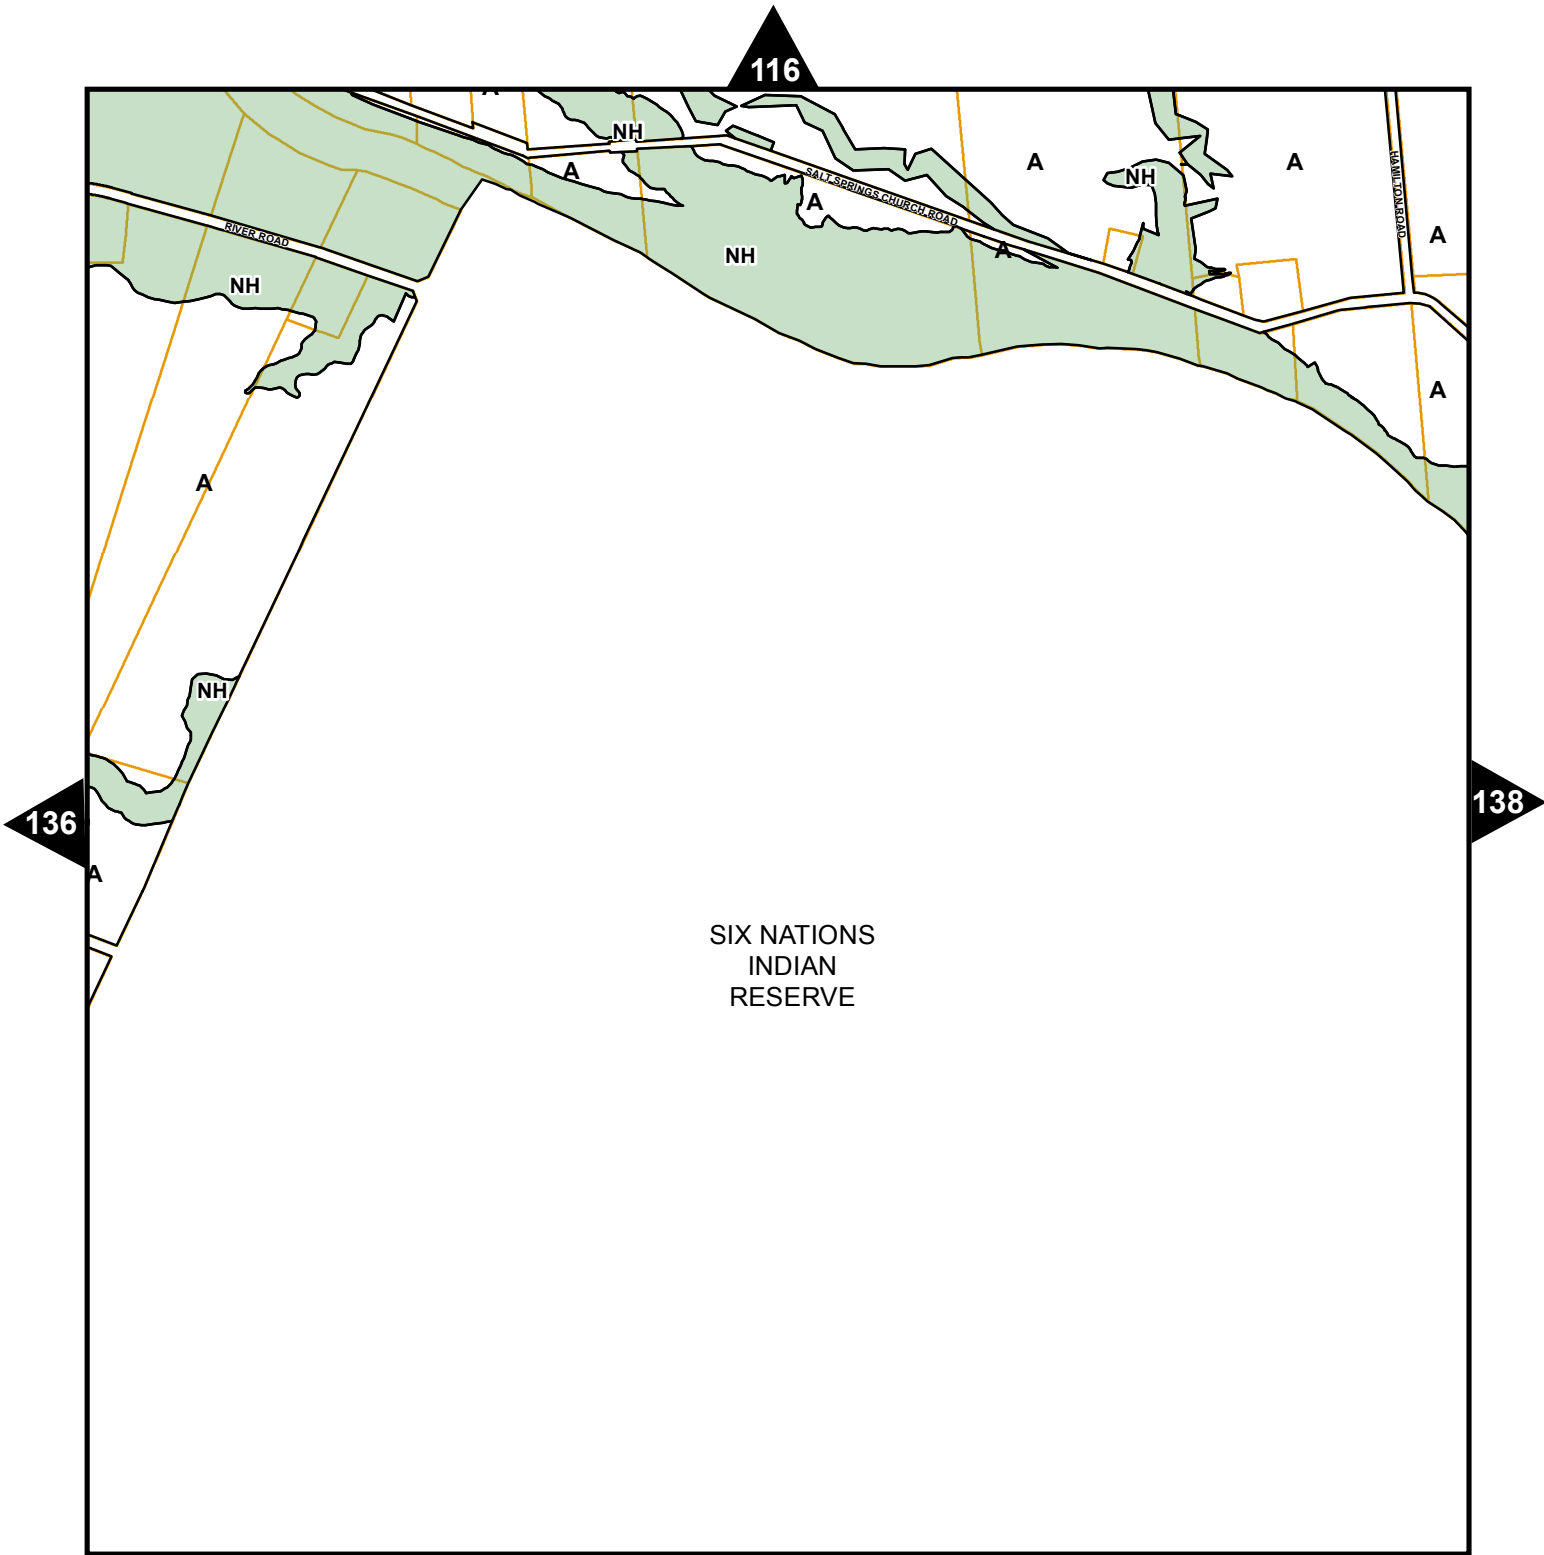 116
A
NH
A
A
A
NH
A
SALT SPRINGS CHURCH ROAD
HAMILTON ROAD
A
RIVER ROAD
A
NH
A
NH
A
A
NH
136
138
A
SIX NATIONS
INDIAN
RESERVE